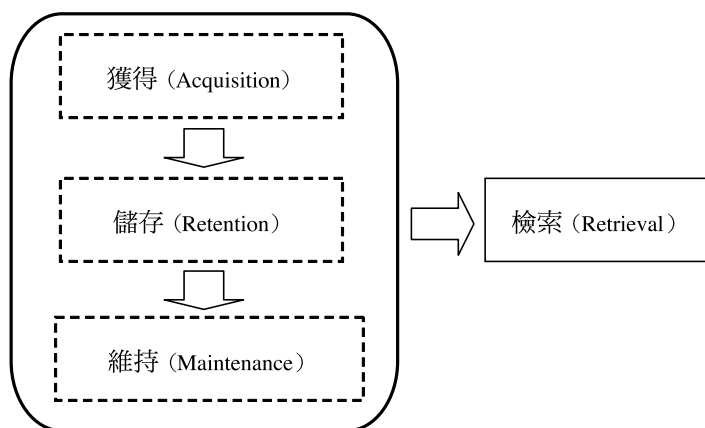 獲得（Acquisition）
儲存（Retention）
檢索（Retrieval）
維持（Maintenance）